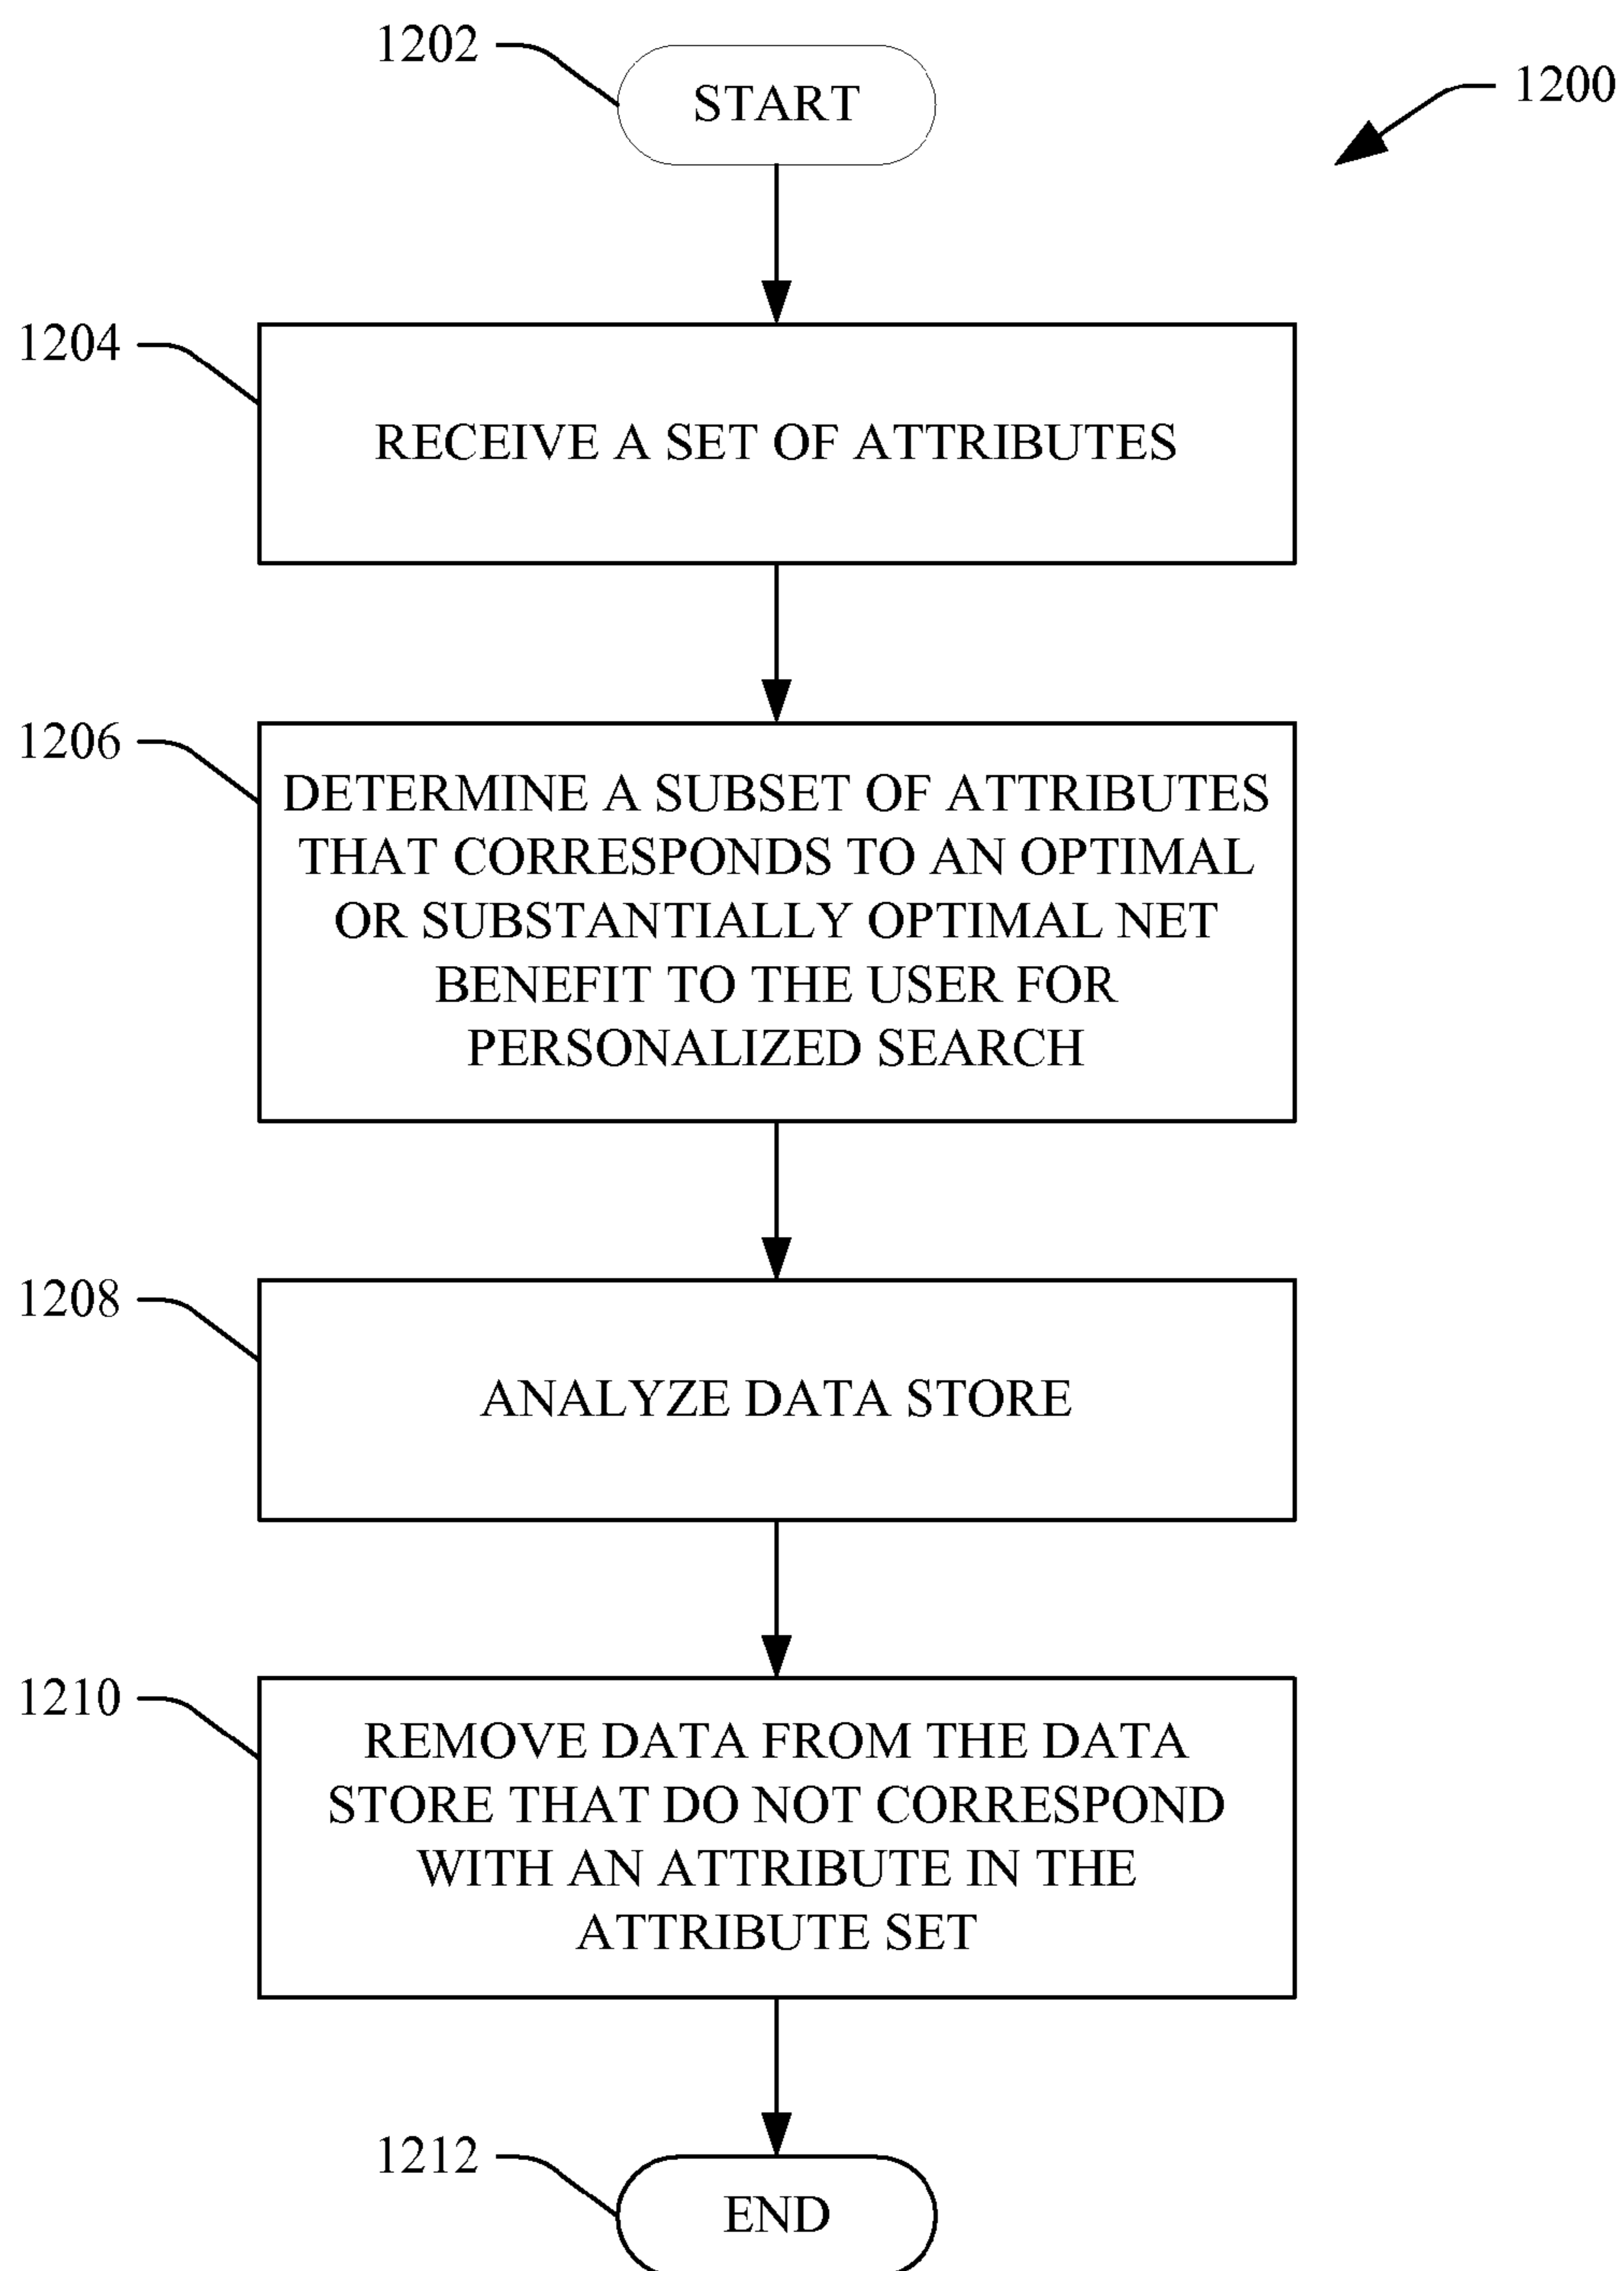 1202
START
1200
1204
RECEIVE A SET OF ATTRIBUTES
1206
DETERMINE A SUBSET OF ATTRIBUTES
THAT CORRESPONDS TO AN OPTIMAL
OR SUBSTANTIALLY OPTIMAL NET
BENEFIT TO THE USER FOR
PERSONALIZED SEARCH
1208
ANALYZE DATA STORE
1210
REMOVE DATA FROM THE DATA
STORE THAT DO NOT CORRESPOND
WITH AN ATTRIBUTE IN THE
ATTRIBUTE SET
1212
END